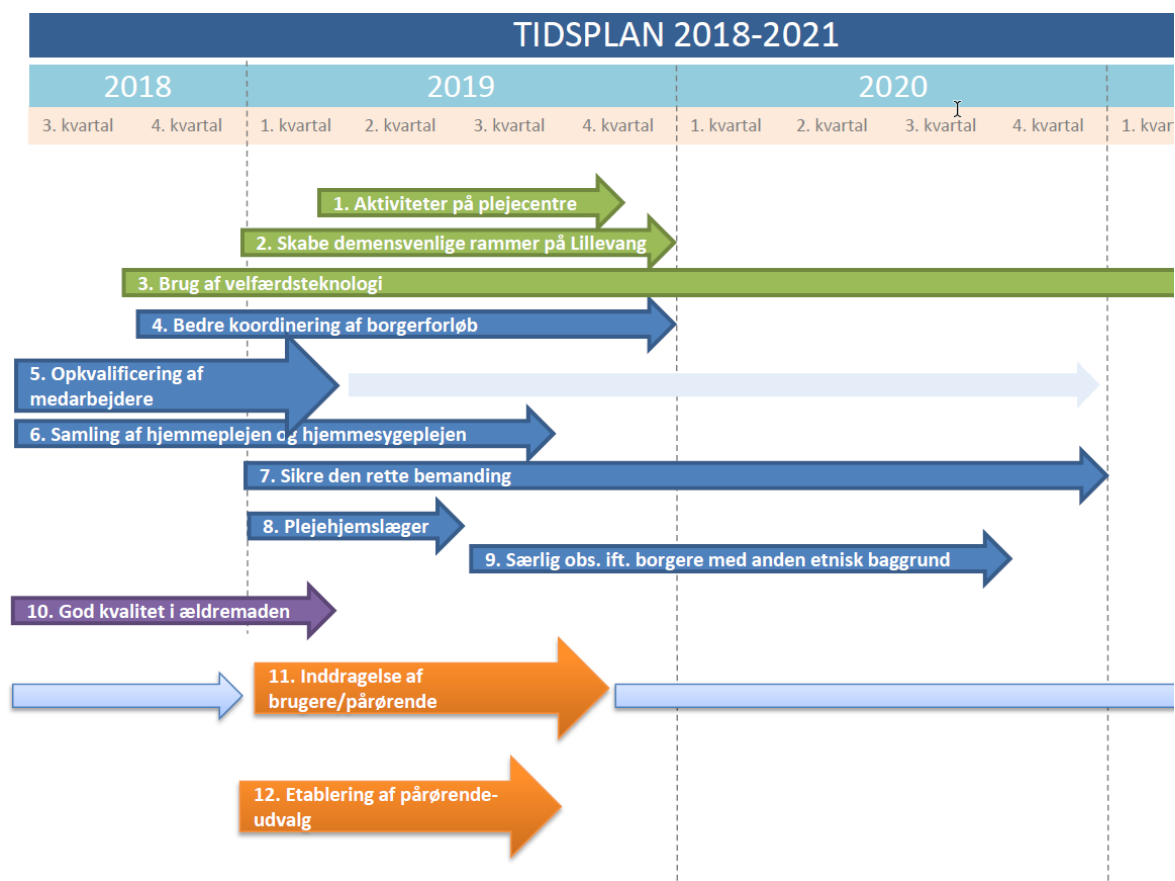 TIDSPLAN 2018-2021
2018 2019 2020
3. kvartal 4. kvartal 1. kvartal 2. kvartal 3. kvartal 4. kvartal 1. kvartal 2. kvartal 3. kvartal 4. kvartal 1. kvart
1. Aktiviteter på plejecentre
2. Skabe demensvenlige rammer på Lillevang
3. Brug af velfærdsteknologi
4. Bedre koordinering af borgerforløb
5. Opkvalificering af
medarbejdere
6. Samling af hjemmeplejen og hjemmesygeplejen
7. Sikre den rette bemanding
8. Plejehjemslæger
9. Særlig obs. ift. borgere med anden etnisk baggrund
10. God kvalitet i ældremaden
11. Inddragelse af
brugere/pårørende
12. Etablering af pårørende-
udvalg